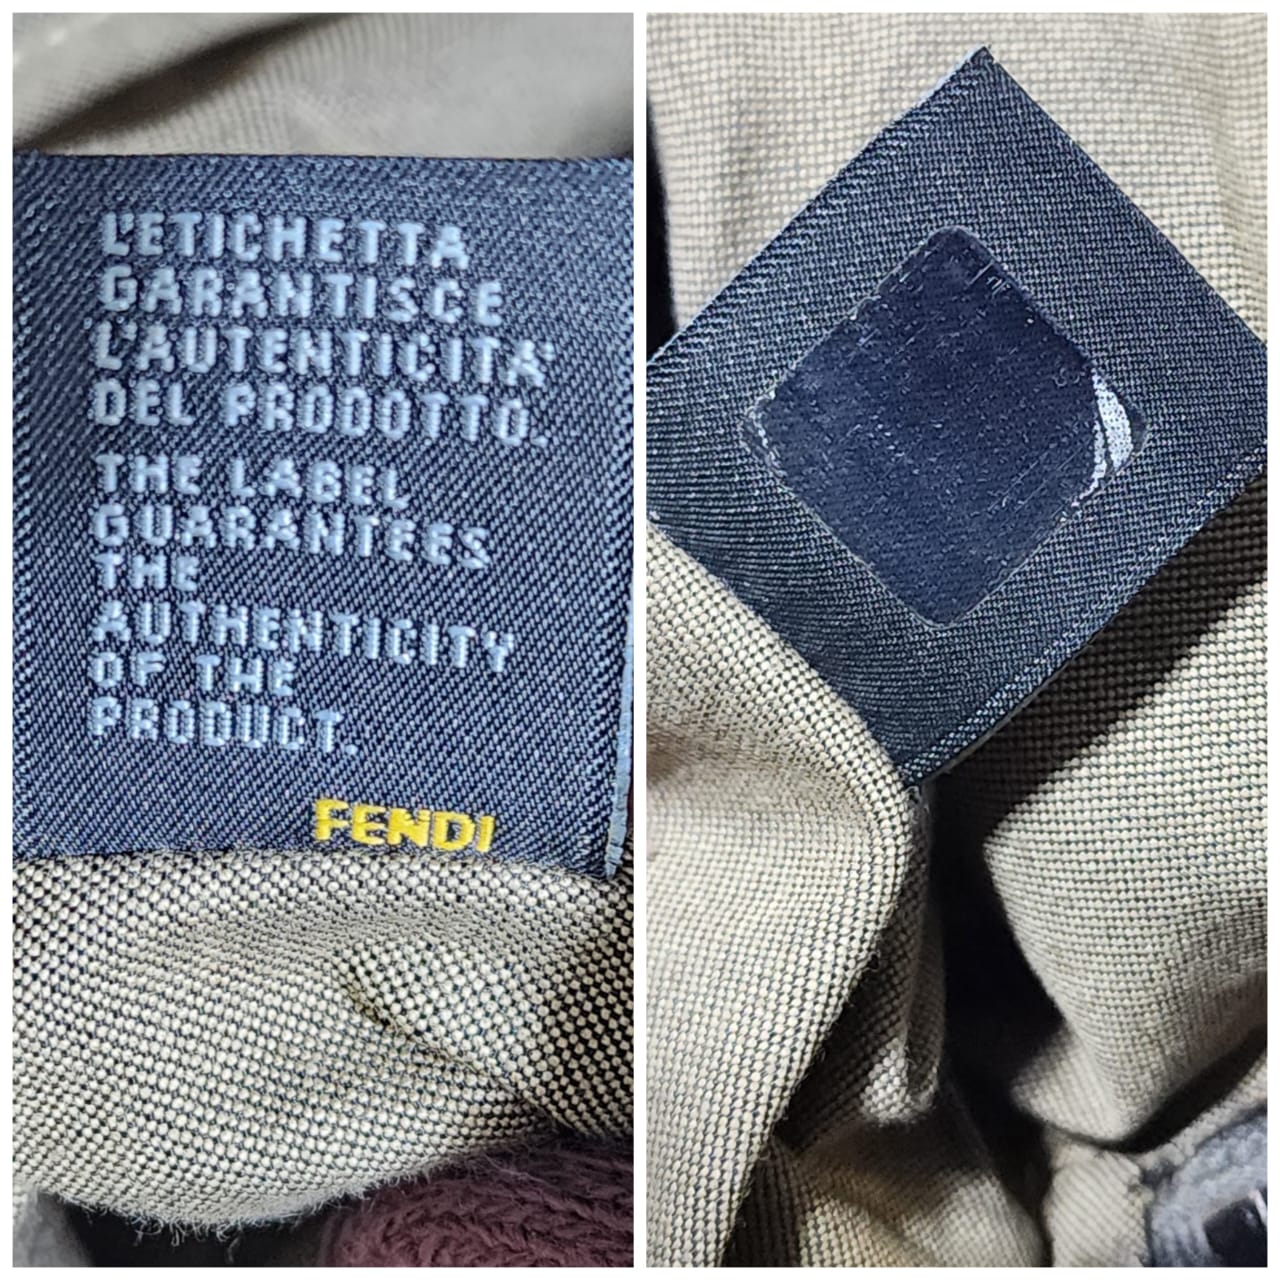 L'ETICHETTA
GARANTISCE
L'AUTENTICITA'
DEL PRODOTTO.
THE LABEL
GUARANTEES
THE
AUTHENTICITY
OF THE
PRODUCT.
FENDI